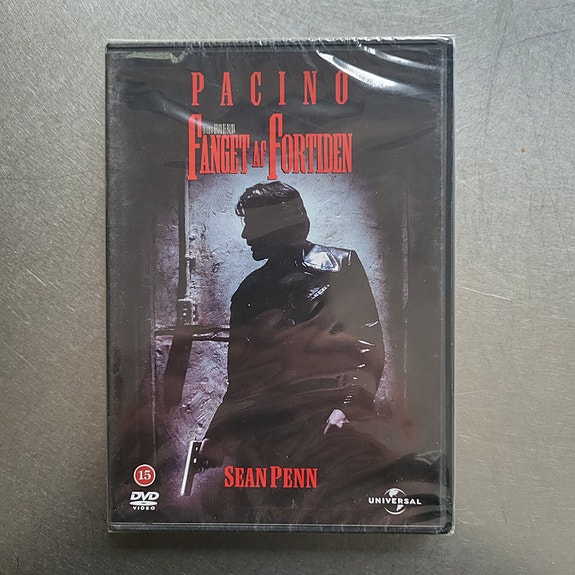 PACINO
FANGET AF FORTIDEN
SEAN PENN
15
DVD
VIDEO
UNIVERSAL